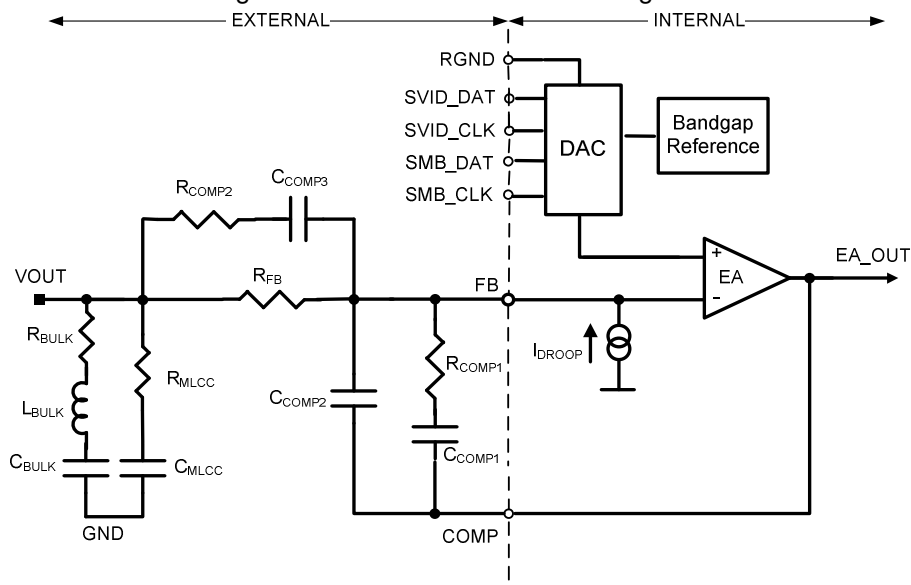 EXTERNAL
INTERNAL
RGND
SVID_DAT
SVID_CLK
SMB_DAT
SMB_CLK
DAC
Bandgap
Reference
RCOMP2
CCOMP3
VOUT
RFB
FB
+
-
EA
EA_OUT
RBULK
LBULK
CBULK
RMLCC
CMLCC
GND
CCOMP2
RCOMP1
CCOMP1
IDROOP
COMP